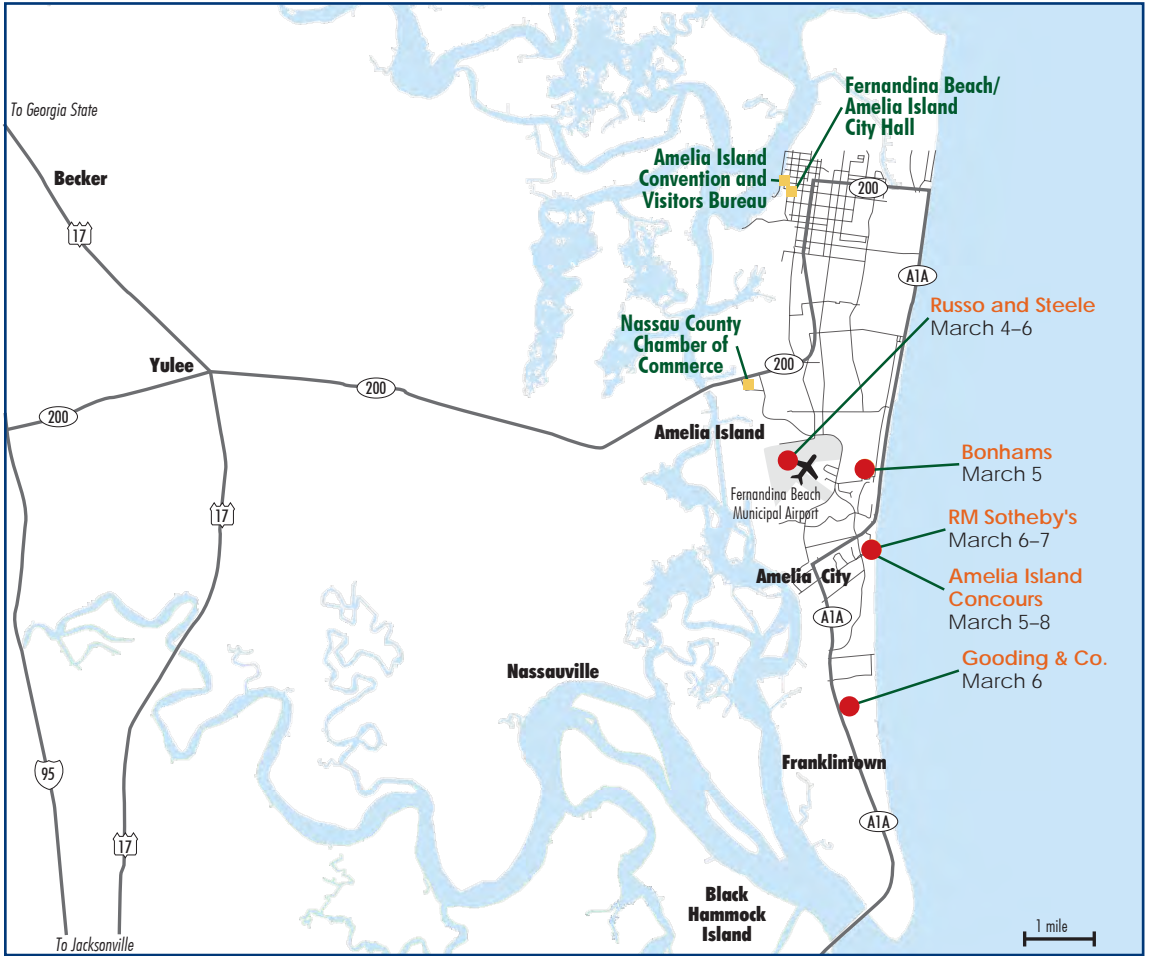 To Georgia State
Becker
17
Yulee
200
200
17
95
17
To Jacksonville
Fernandina Beach/
Amelia Island
City Hall
Amelia Island
Convention and
Visitors Bureau
200
A1A
Nassau County
Chamber of
Commerce
200
Amelia Island
Fernandina Beach
Municipal Airport
Amelia City
A1A
Nassauville
Franklintown
A1A
Black
Hammock
Island
Russo and Steele
March 4–6
Bonhams
March 5
RM Sotheby's
March 6–7
Amelia Island
Concours
March 5–8
Gooding & Co.
March 6
1 mile